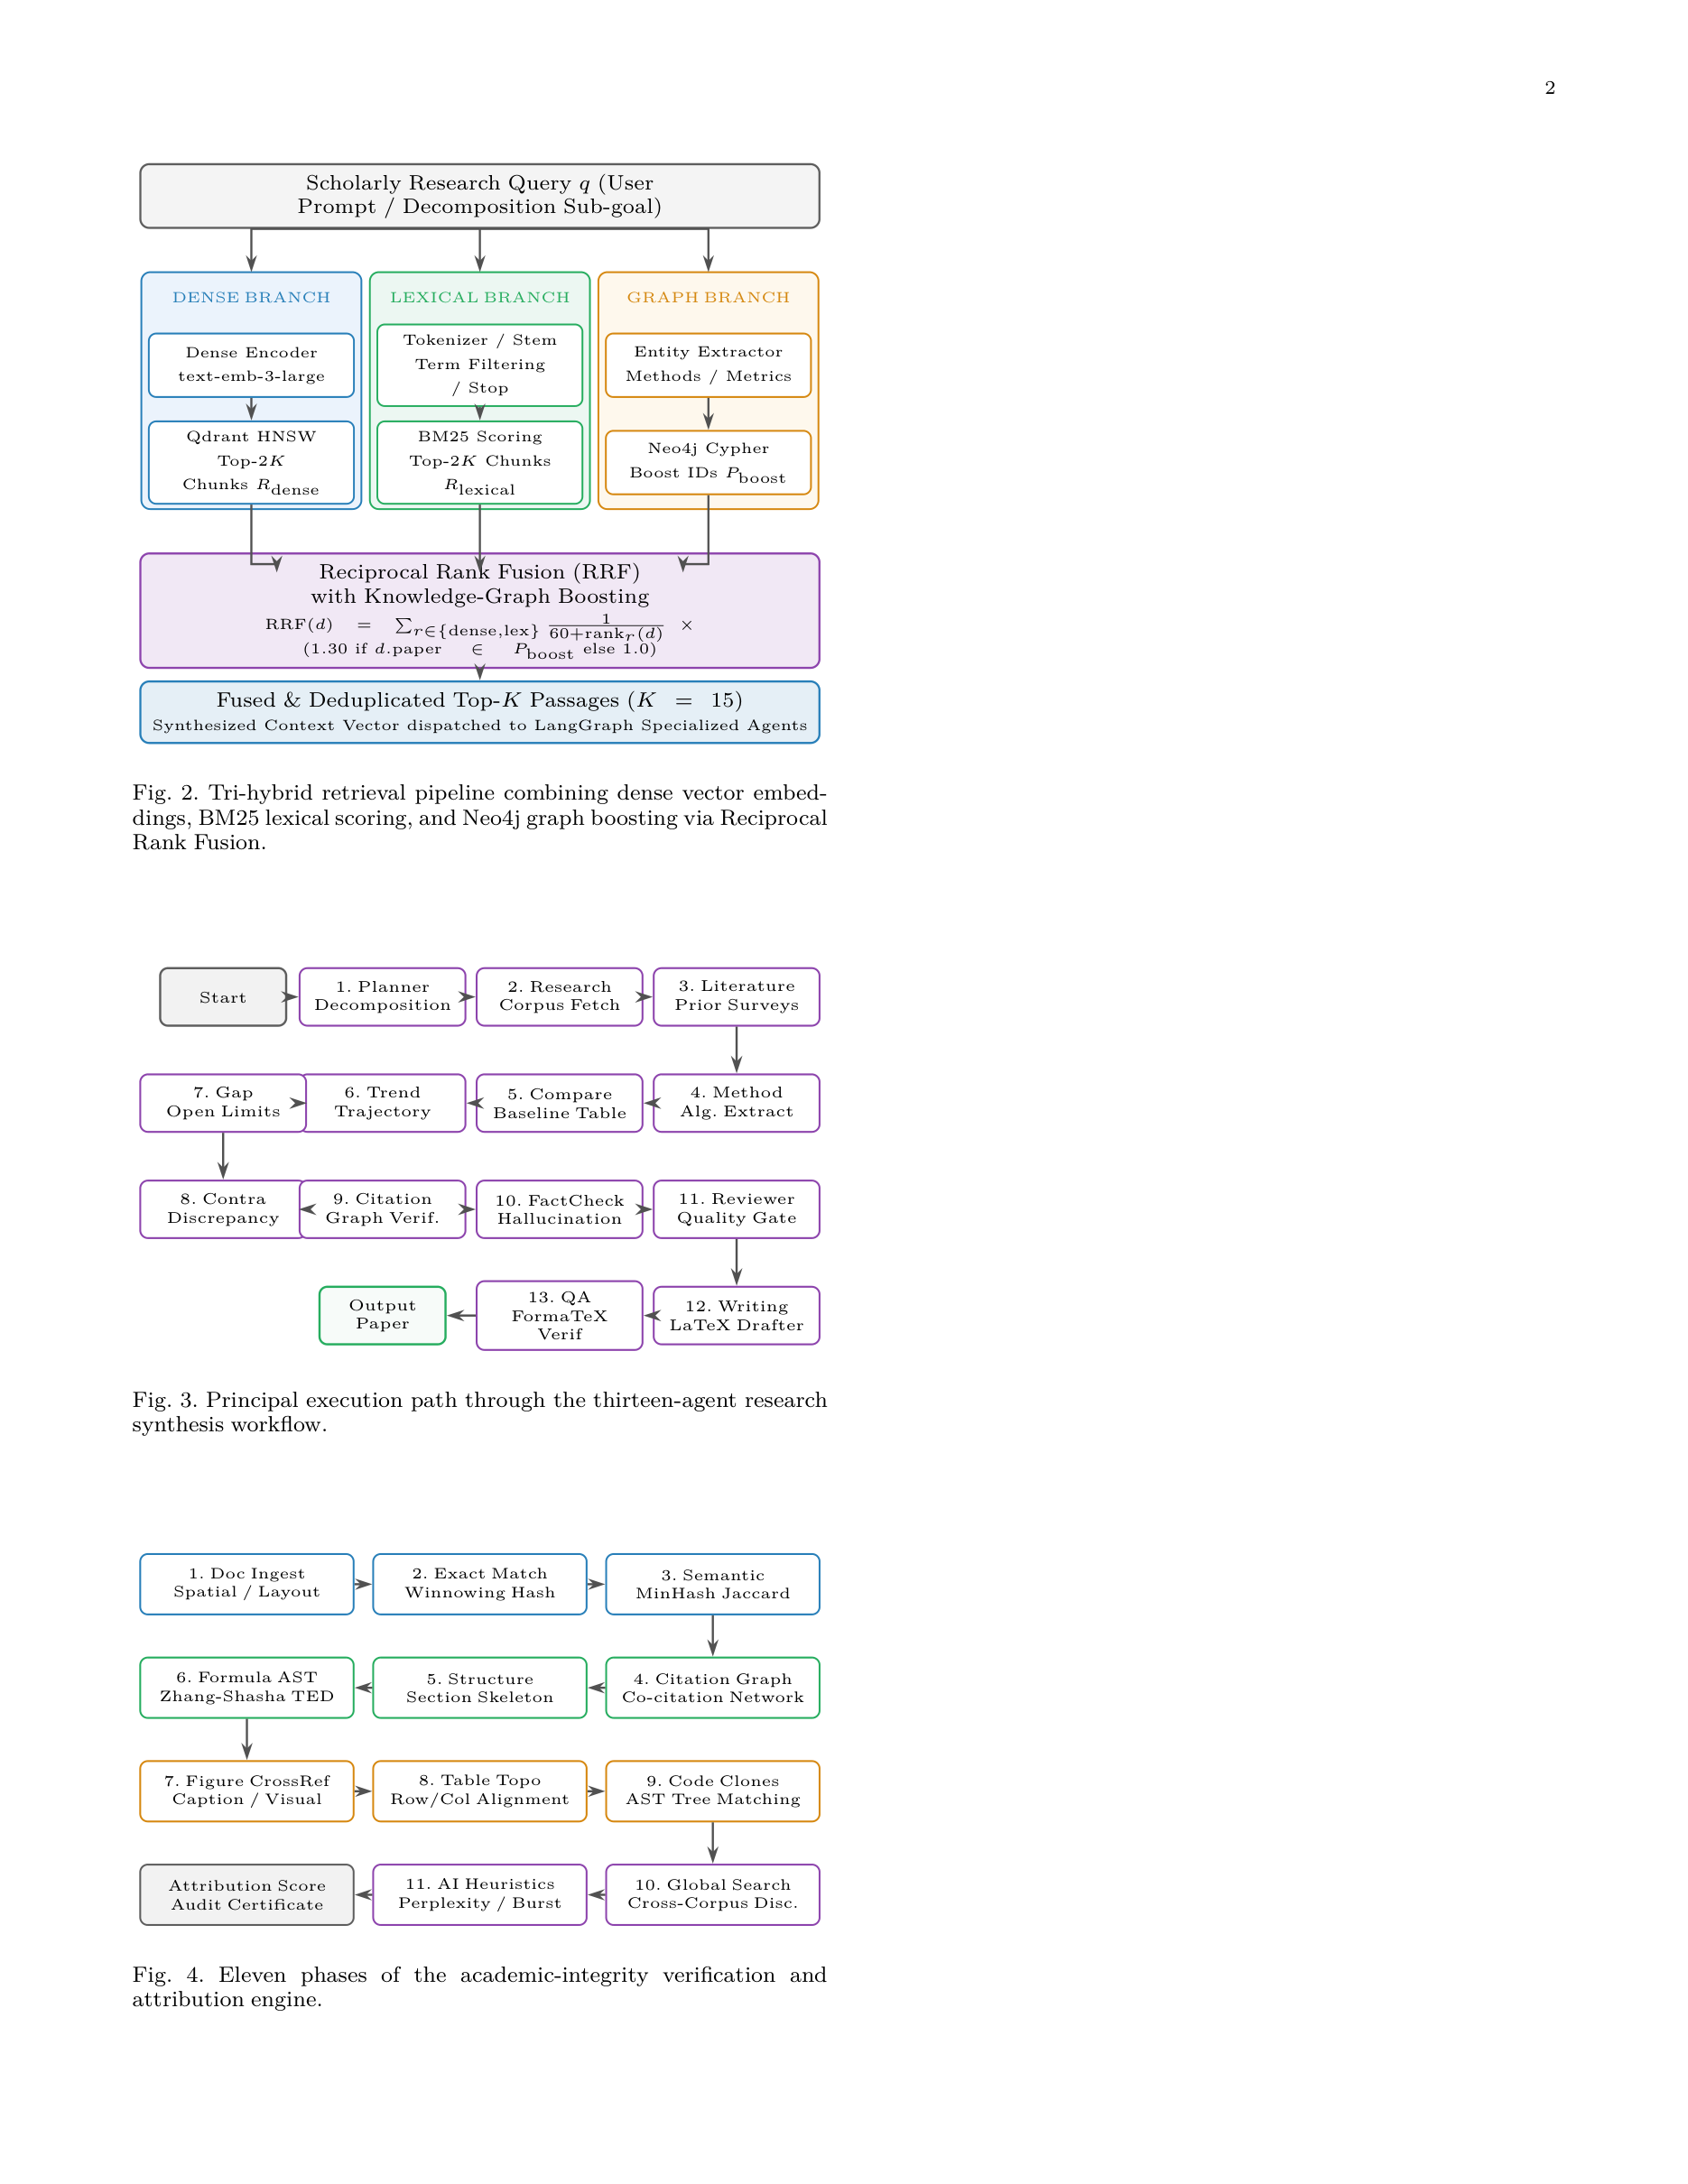 2
Scholarly Research Query q (User
Prompt / Decomposition Sub-goal)
DENSE BRANCH
Dense Encoder
text-emb-3-large
Qdrant HNSW
Top-2K
Chunks R_dense
LEXICAL BRANCH
Tokenizer / Stem
Term Filtering
/ Stop
BM25 Scoring
Top-2K Chunks
R_lexical
GRAPH BRANCH
Entity Extractor
Methods / Metrics
Neo4j Cypher
Boost IDs P_boost
Reciprocal Rank Fusion (RRF)
with Knowledge-Graph Boosting
RRF(d) = ∑_{r∈{dense,lex}} 1/(60+rank_r(d)) ×
(1.30 if d.paper ∈ P_boost else 1.0)
Fused & Deduplicated Top-K Passages (K = 15)
Synthesized Context Vector dispatched to LangGraph Specialized Agents
Fig. 2. Tri-hybrid retrieval pipeline combining dense vector embed-
dings, BM25 lexical scoring, and Neo4j graph boosting via Reciprocal
Rank Fusion.
Start
1. Planner
Decomposition
2. Research
Corpus Fetch
3. Literature
Prior Surveys
4. Method
Alg. Extract
5. Compare
Baseline Table
6. Trend
Trajectory
7. Gap
Open Limits
8. Contra
Discrepancy
9. Citation
Graph Verif.
10. FactCheck
Hallucination
11. Reviewer
Quality Gate
12. Writing
LaTeX Drafter
13. QA
FormaTeX
Verif
Output
Paper
Fig. 3. Principal execution path through the thirteen-agent research
synthesis workflow.
1. Doc Ingest
Spatial / Layout
2. Exact Match
Winnowing Hash
3. Semantic
MinHash Jaccard
4. Citation Graph
Co-citation Network
5. Structure
Section Skeleton
6. Formula AST
Zhang-Shasha TED
7. Figure CrossRef
Caption / Visual
8. Table Topo
Row/Col Alignment
9. Code Clones
AST Tree Matching
10. Global Search
Cross-Corpus Disc.
11. AI Heuristics
Perplexity / Burst
Attribution Score
Audit Certificate
Fig. 4. Eleven phases of the academic-integrity verification and
attribution engine.